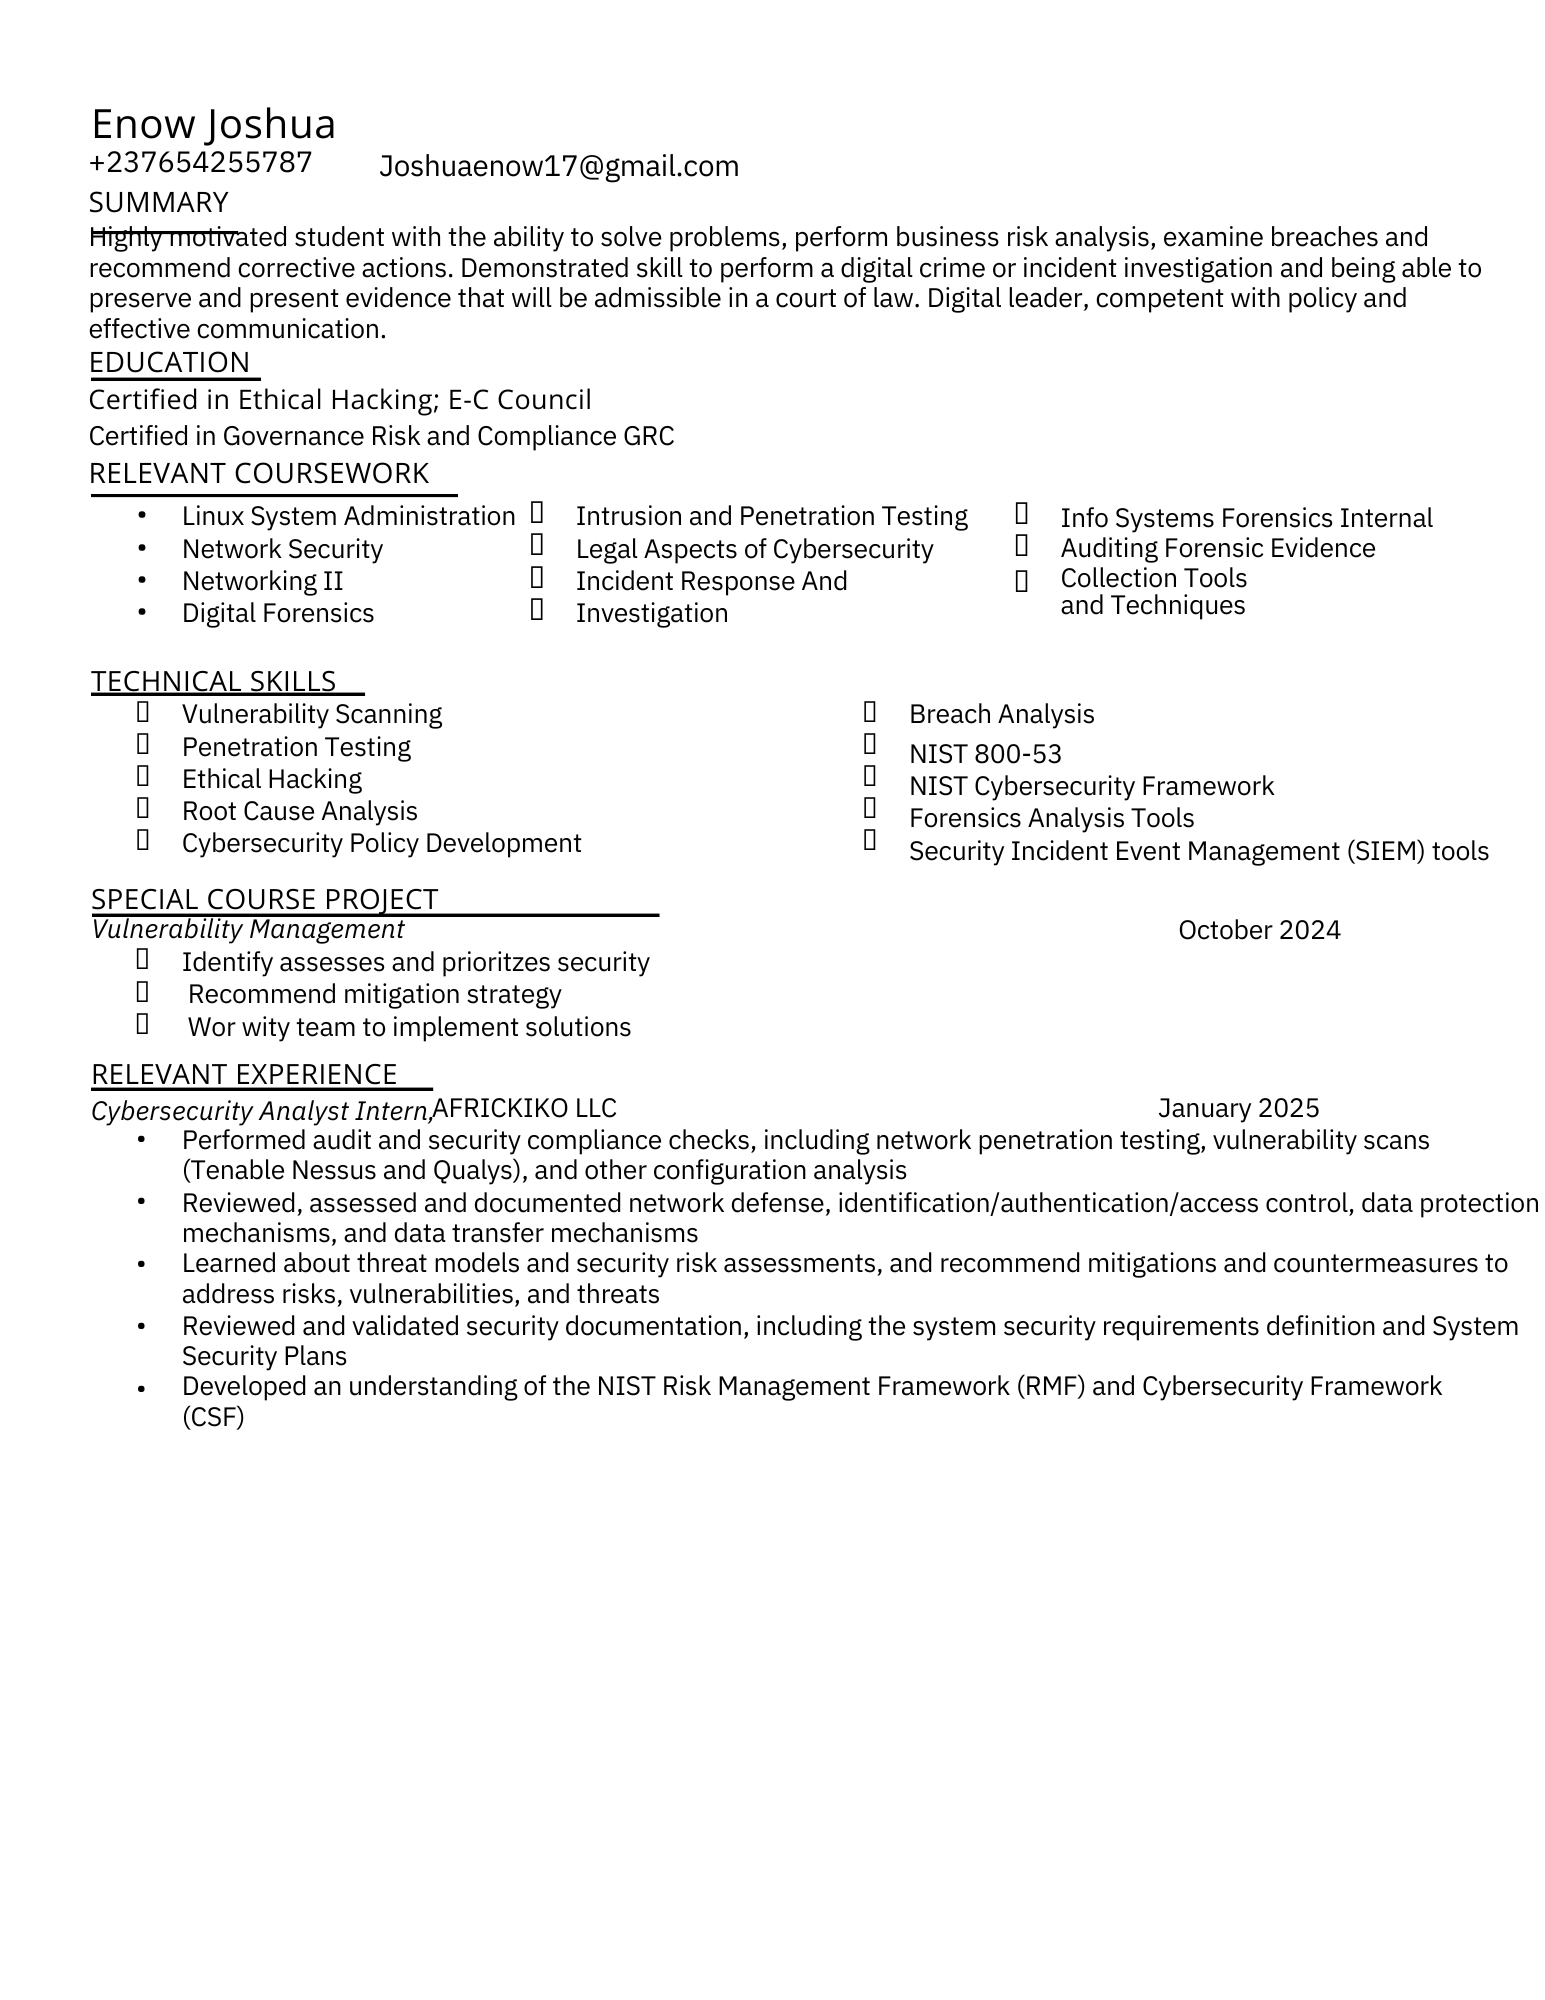 Enow Joshua
+237654255787 Joshuaenow17@gmail.com
SUMMARY
Highly motivated student with the ability to solve problems, perform business risk analysis, examine breaches and
recommend corrective actions. Demonstrated skill to perform a digital crime or incident investigation and being able to
preserve and present evidence that will be admissible in a court of law. Digital leader, competent with policy and
effective communication.
EDUCATION
Certified in Ethical Hacking; E-C Council
Certified in Governance Risk and Compliance GRC
RELEVANT COURSEWORK
• Linux System Administration
• Network Security
• Networking II
• Digital Forensics
▯ Intrusion and Penetration Testing
▯ Legal Aspects of Cybersecurity
▯ Incident Response And
▯ Investigation
▯ Info Systems Forensics Internal
▯ Auditing Forensic Evidence
▯ Collection Tools
and Techniques
TECHNICAL SKILLS
▯ Vulnerability Scanning
▯ Penetration Testing
▯ Ethical Hacking
▯ Root Cause Analysis
▯ Cybersecurity Policy Development
▯ Breach Analysis
▯ NIST 800-53
▯ NIST Cybersecurity Framework
▯ Forensics Analysis Tools
▯ Security Incident Event Management (SIEM) tools
SPECIAL COURSE PROJECT
Vulnerability Management October 2024
▯ Identify assesses and prioritzes security
▯ Recommend mitigation strategy
▯ Wor wity team to implement solutions
RELEVANT EXPERIENCE
Cybersecurity Analyst Intern,AFRICKIKO LLC January 2025
• Performed audit and security compliance checks, including network penetration testing, vulnerability scans
(Tenable Nessus and Qualys), and other configuration analysis
• Reviewed, assessed and documented network defense, identification/authentication/access control, data protection
mechanisms, and data transfer mechanisms
• Learned about threat models and security risk assessments, and recommend mitigations and countermeasures to
address risks, vulnerabilities, and threats
• Reviewed and validated security documentation, including the system security requirements definition and System
Security Plans
• Developed an understanding of the NIST Risk Management Framework (RMF) and Cybersecurity Framework
(CSF)